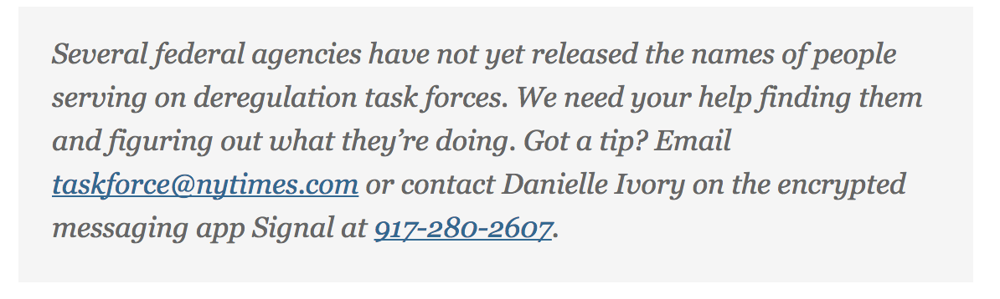 Several federal agencies have not yet released the names of people
serving on deregulation task forces. We need your help finding them
and figuring out what they’re doing. Got a tip? Email
taskforce@nytimes.com or contact Danielle Ivory on the encrypted
messaging app Signal at 917-280-2607.